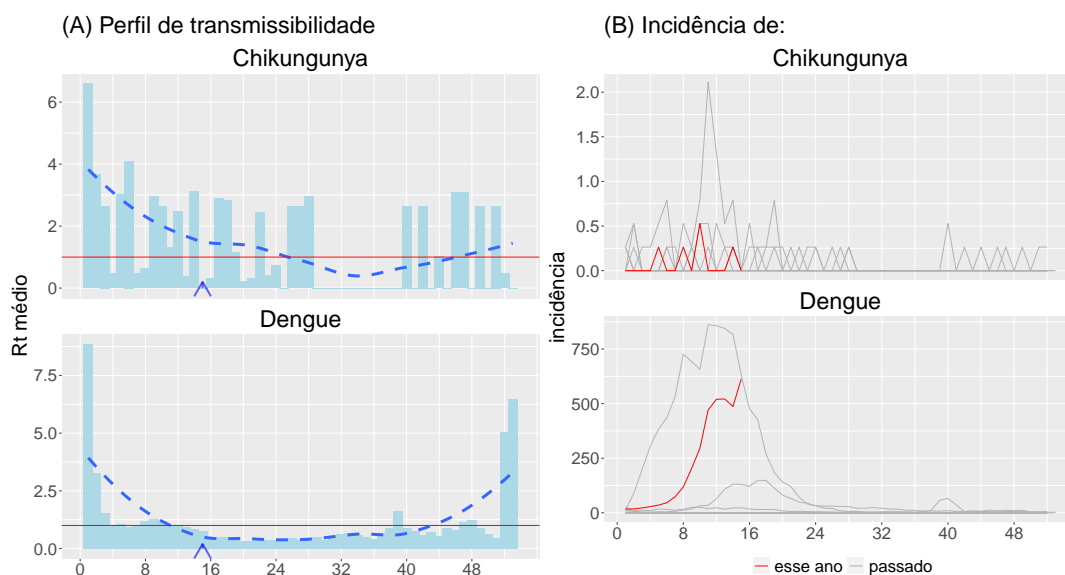 (A) Perfil de transmissibilidade
Chikungunya
6
4
2
0
Dengue
7.5
5.0
2.5
0.0
0 8 16 24 32 40 48
Rt médio
(B) Incidência de:
Chikungunya
2.0
1.5
1.0
0.5
0.0
Dengue
750
500
250
0
0 8 16 24 32 40 48
incidência
esse ano passado